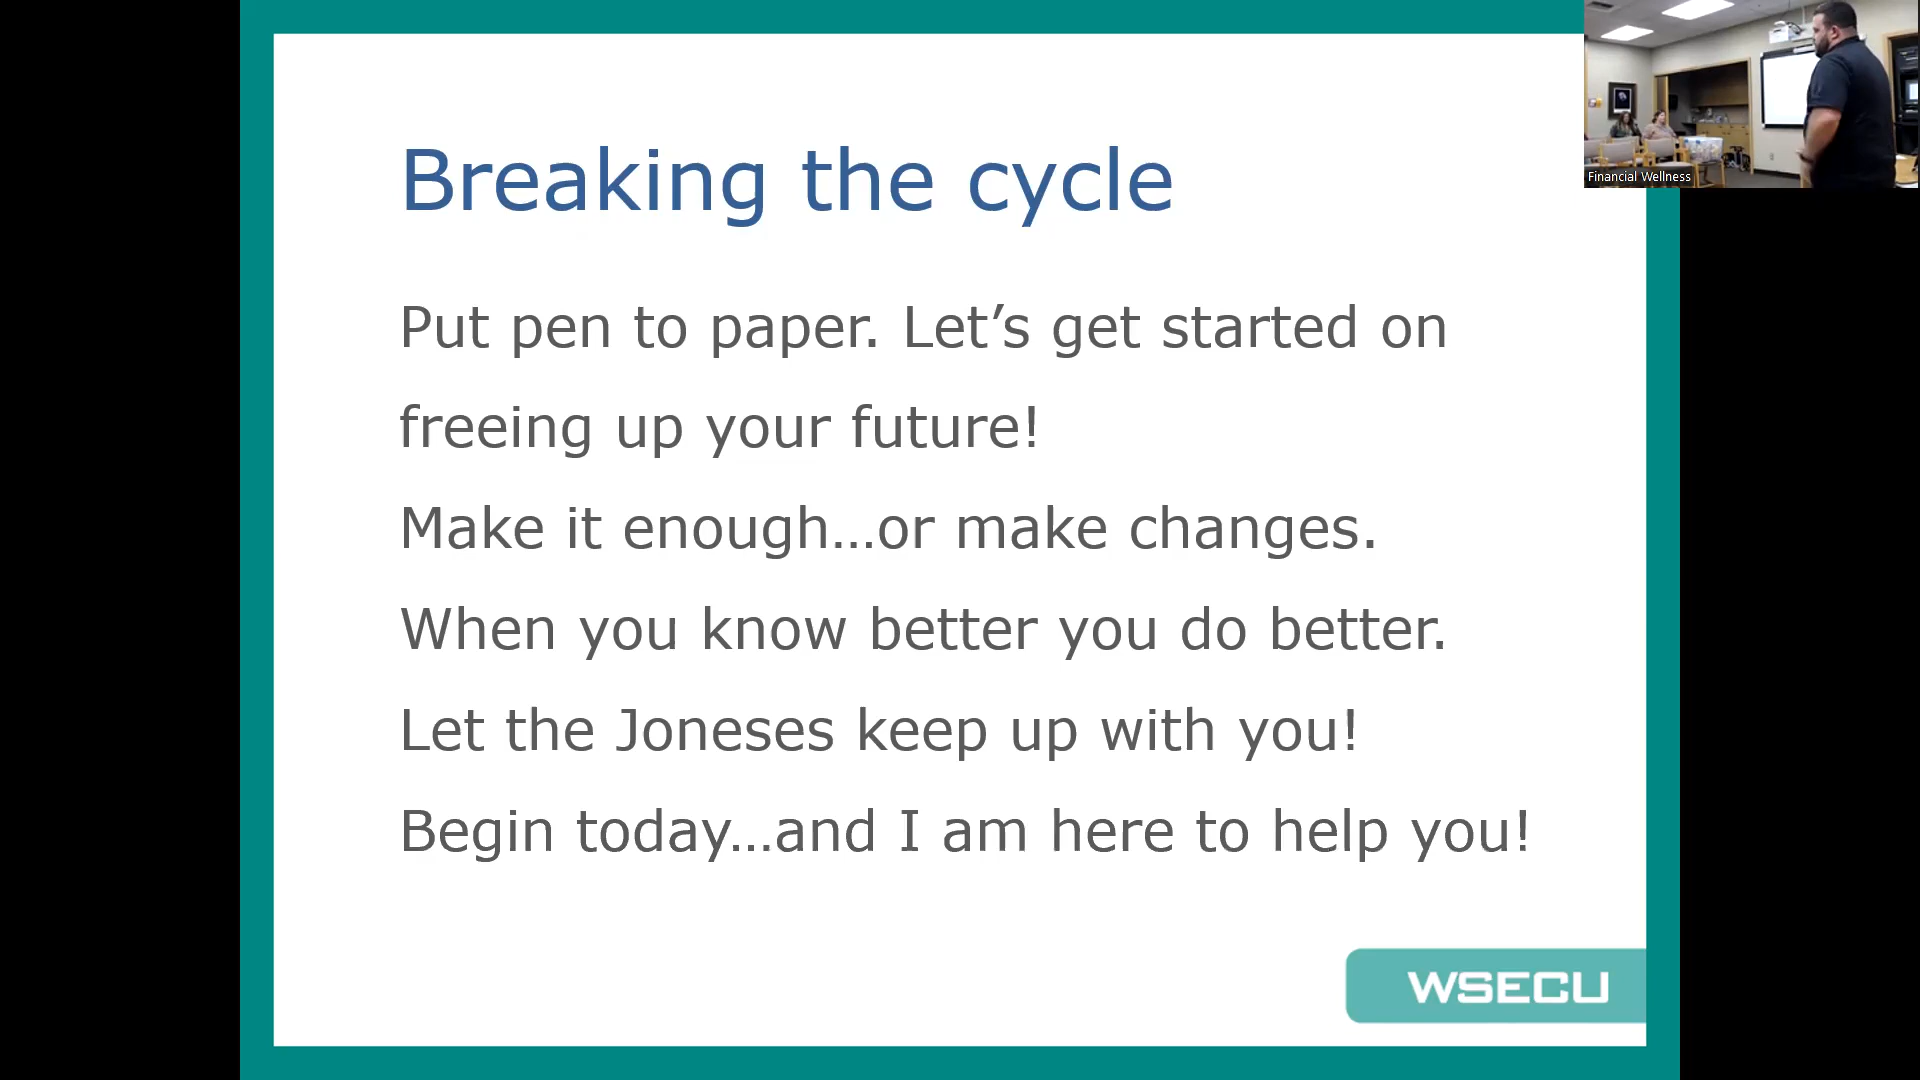 Financial Wellness
Breaking the cycle
Put pen to paper. Let’s get started on
freeing up your future!
Make it enough…or make changes.
When you know better you do better.
Let the Joneses keep up with you!
Begin today…and I am here to help you!
WSECU